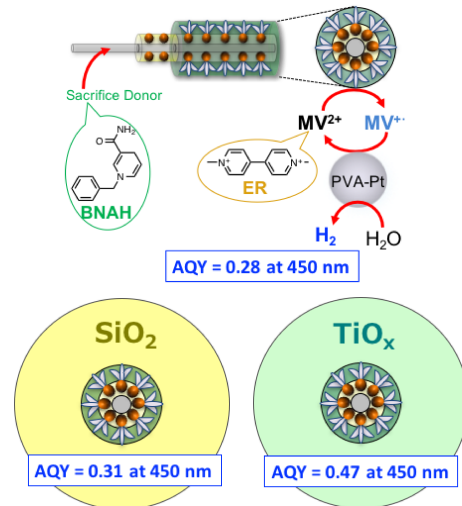 Sacrifice Donor
NH₂
O
N
BNAH
MV²⁺
MV⁺·
N⁺
N⁺
ER
PVA-Pt
H₂
H₂O
AQY = 0.28 at 450 nm
SiO₂
TiOₓ
AQY = 0.31 at 450 nm
AQY = 0.47 at 450 nm